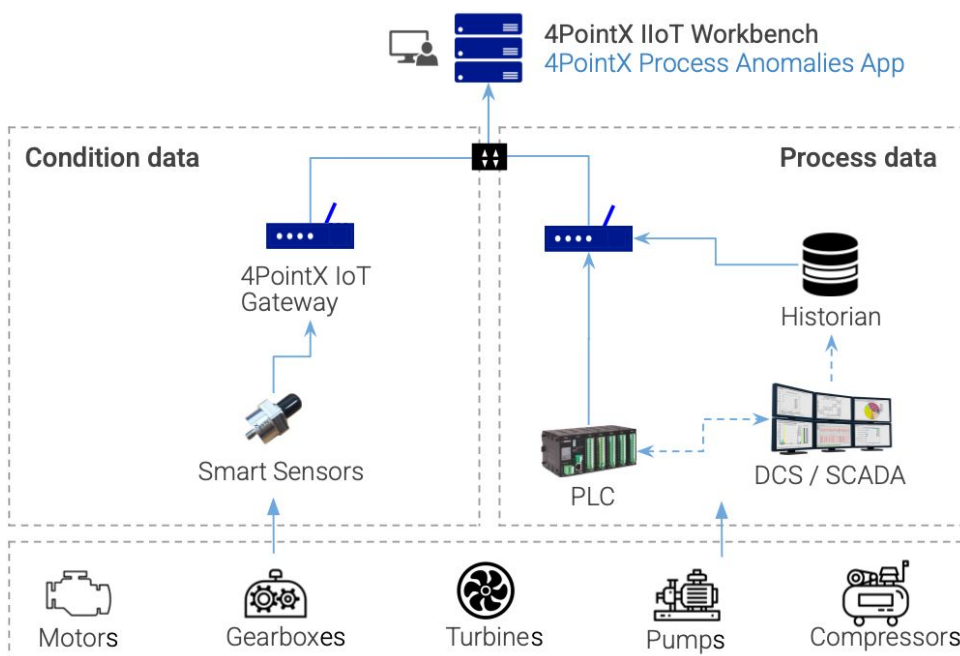 4PointX IIoT Workbench
4PointX Process Anomalies App
Condition data
Process data
4PointX IoT
Gateway
Historian
Smart Sensors
PLC
DCS / SCADA
Motors
Gearboxes
Turbines
Pumps
Compressors